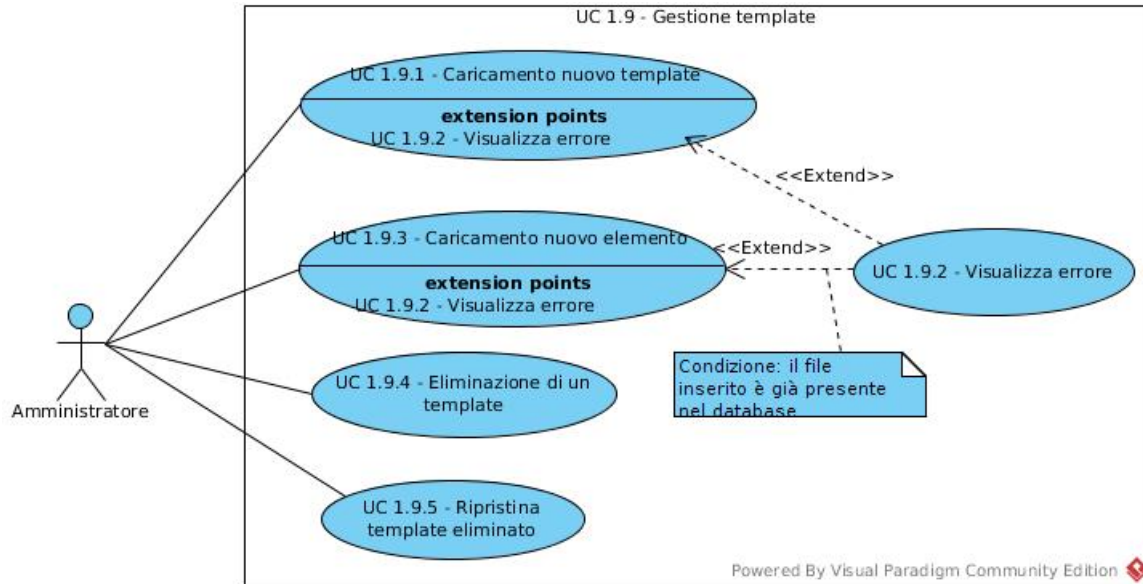 UC 1.9 - Gestione template
UC 1.9.1 - Caricamento nuovo template
extension points
UC 1.9.2 - Visualizza errore
<<Extend>>
UC 1.9.3 - Caricamento nuovo elemento
extension points
UC 1.9.2 - Visualizza errore
<<Extend>>
UC 1.9.2 - Visualizza errore
Condizione: il file
inserito è già presente
nel database
Amministratore
UC 1.9.4 - Eliminazione di un
template
UC 1.9.5 - Ripristina
template eliminato
Powered By Visual Paradigm Community Edition